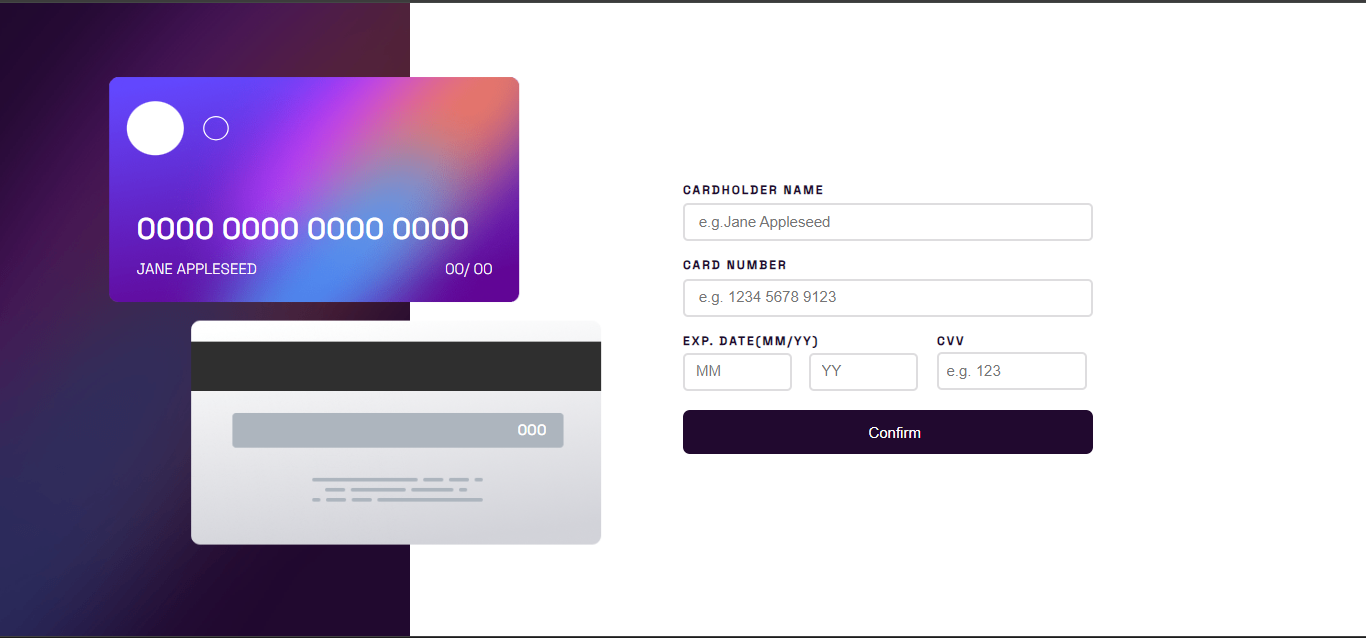 0000 0000 0000 0000
JANE APPLESEED 00/ 00
000
CARDHOLDER NAME
e.g.Jane Appleseed
CARD NUMBER
e.g. 1234 5678 9123
EXP. DATE(MM/YY) CVV
MM YY e.g. 123
Confirm